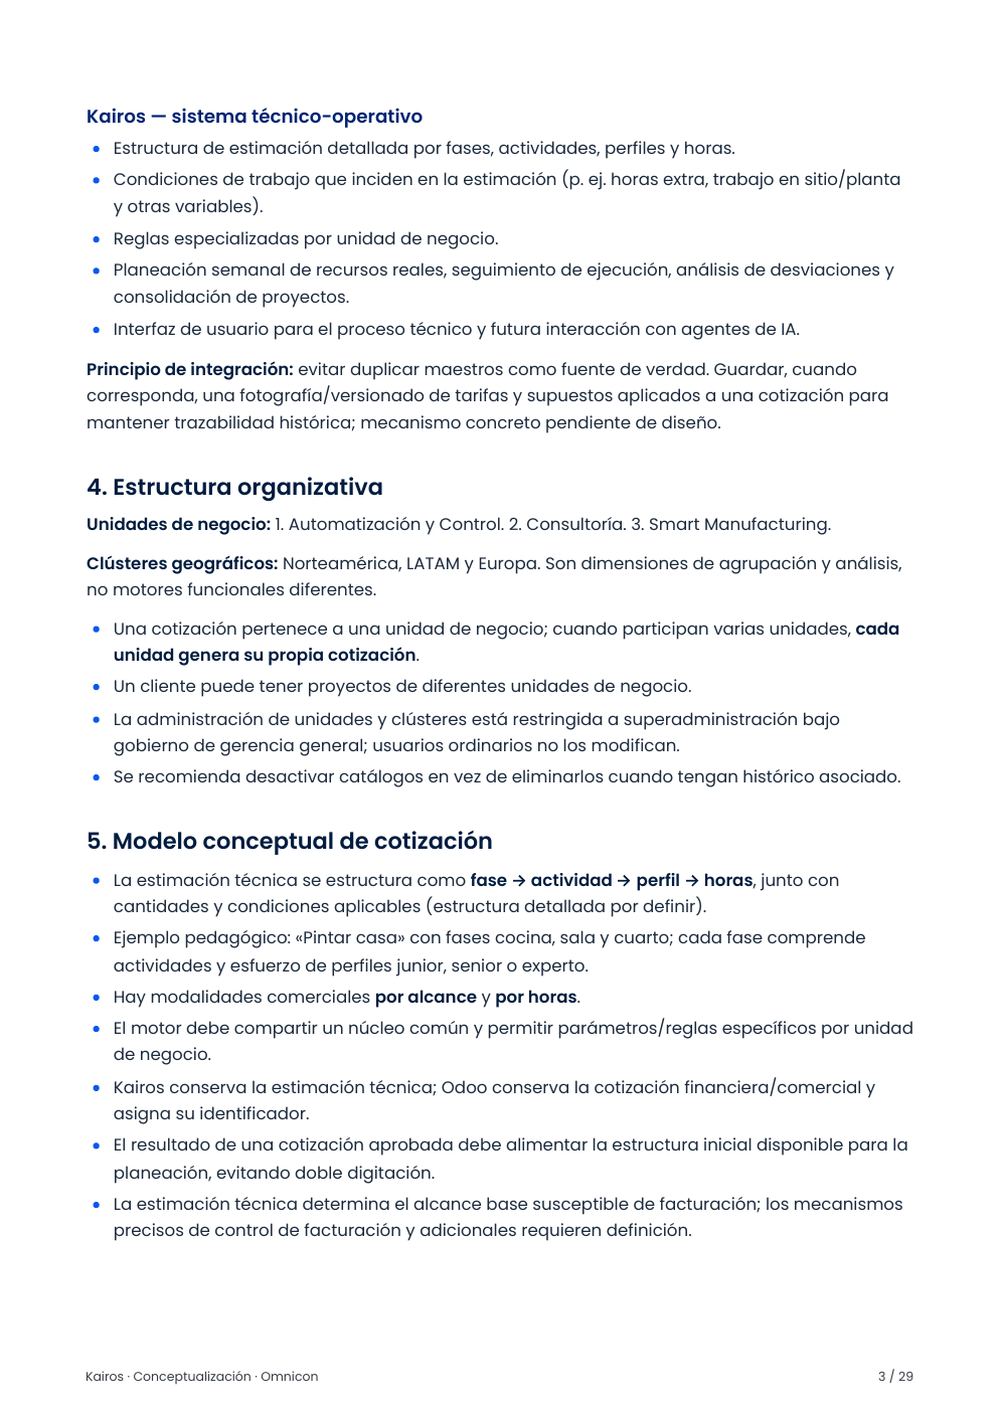 Kairos — sistema técnico-operativo
• Estructura de estimación detallada por fases, actividades, perfiles y horas.
• Condiciones de trabajo que inciden en la estimación (p. ej. horas extra, trabajo en sitio/planta
y otras variables).
• Reglas especializadas por unidad de negocio.
• Planeación semanal de recursos reales, seguimiento de ejecución, análisis de desviaciones y
consolidación de proyectos.
• Interfaz de usuario para el proceso técnico y futura interacción con agentes de IA.
Principio de integración: evitar duplicar maestros como fuente de verdad. Guardar, cuando
corresponda, una fotografía/versionado de tarifas y supuestos aplicados a una cotización para
mantener trazabilidad histórica; mecanismo concreto pendiente de diseño.
4. Estructura organizativa
Unidades de negocio: 1. Automatización y Control. 2. Consultoría. 3. Smart Manufacturing.
Clústeres geográficos: Norteamérica, LATAM y Europa. Son dimensiones de agrupación y análisis,
no motores funcionales diferentes.
• Una cotización pertenece a una unidad de negocio; cuando participan varias unidades, cada
unidad genera su propia cotización.
• Un cliente puede tener proyectos de diferentes unidades de negocio.
• La administración de unidades y clústeres está restringida a superadministración bajo
gobierno de gerencia general; usuarios ordinarios no los modifican.
• Se recomienda desactivar catálogos en vez de eliminarlos cuando tengan histórico asociado.
5. Modelo conceptual de cotización
• La estimación técnica se estructura como fase → actividad → perfil → horas, junto con
cantidades y condiciones aplicables (estructura detallada por definir).
• Ejemplo pedagógico: «Pintar casa» con fases cocina, sala y cuarto; cada fase comprende
actividades y esfuerzo de perfiles junior, senior o experto.
• Hay modalidades comerciales por alcance y por horas.
• El motor debe compartir un núcleo común y permitir parámetros/reglas específicos por unidad
de negocio.
• Kairos conserva la estimación técnica; Odoo conserva la cotización financiera/comercial y
asigna su identificador.
• El resultado de una cotización aprobada debe alimentar la estructura inicial disponible para la
planeación, evitando doble digitación.
• La estimación técnica determina el alcance base susceptible de facturación; los mecanismos
precisos de control de facturación y adicionales requieren definición.
Kairos · Conceptualización · Omnicon
3 / 29